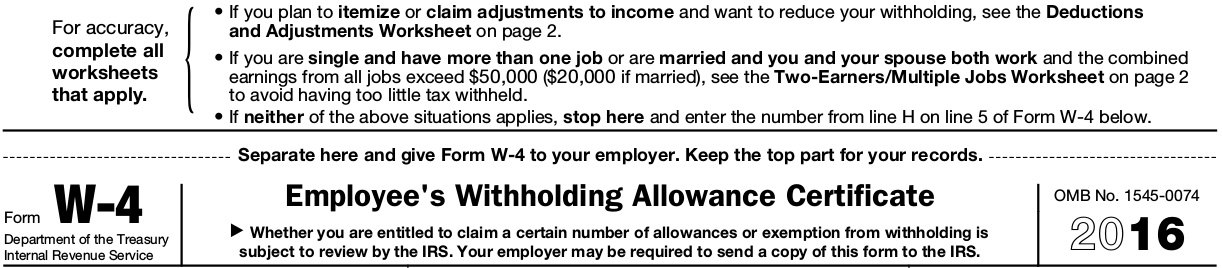 For accuracy,
complete all
worksheets
that apply.
• If you plan to itemize or claim adjustments to income and want to reduce your withholding, see the Deductions
and Adjustments Worksheet on page 2.
• If you are single and have more than one job or are married and you and your spouse both work and the combined
earnings from all jobs exceed $50,000 ($20,000 if married), see the Two-Earners/Multiple Jobs Worksheet on page 2
to avoid having too little tax withheld.
• If neither of the above situations applies, stop here and enter the number from line H on line 5 of Form W-4 below.
Separate here and give Form W-4 to your employer. Keep the top part for your records.
Form W-4
Department of the Treasury
Internal Revenue Service
Employee's Withholding Allowance Certificate
▶ Whether you are entitled to claim a certain number of allowances or exemption from withholding is
subject to review by the IRS. Your employer may be required to send a copy of this form to the IRS.
OMB No. 1545-0074
2016